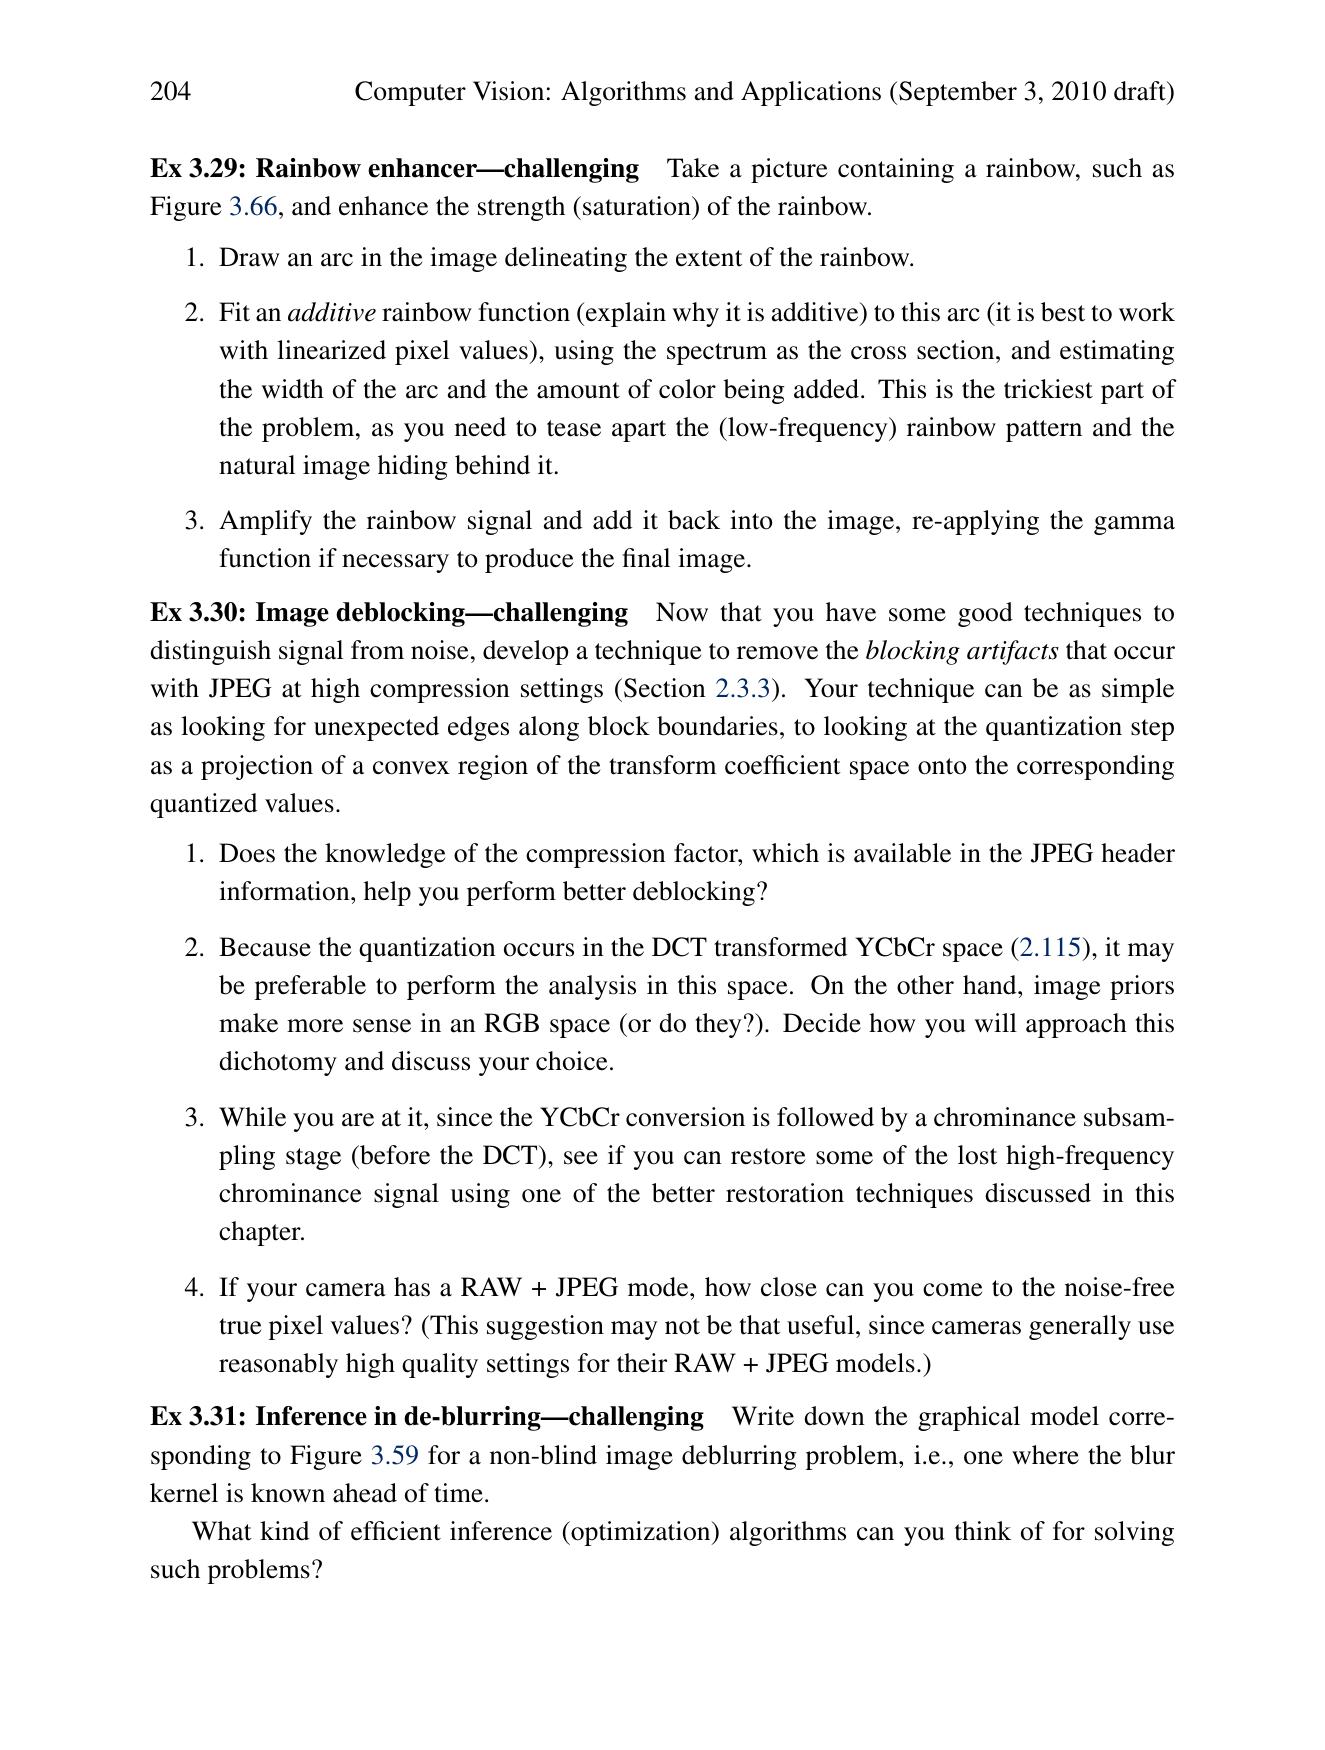 204 Computer Vision: Algorithms and Applications (September 3, 2010 draft)
Ex 3.29: Rainbow enhancer—challenging Take a picture containing a rainbow, such as
Figure 3.66, and enhance the strength (saturation) of the rainbow.
1. Draw an arc in the image delineating the extent of the rainbow.
2. Fit an additive rainbow function (explain why it is additive) to this arc (it is best to work
with linearized pixel values), using the spectrum as the cross section, and estimating
the width of the arc and the amount of color being added. This is the trickiest part of
the problem, as you need to tease apart the (low-frequency) rainbow pattern and the
natural image hiding behind it.
3. Amplify the rainbow signal and add it back into the image, re-applying the gamma
function if necessary to produce the final image.
Ex 3.30: Image deblocking—challenging Now that you have some good techniques to
distinguish signal from noise, develop a technique to remove the blocking artifacts that occur
with JPEG at high compression settings (Section 2.3.3). Your technique can be as simple
as looking for unexpected edges along block boundaries, to looking at the quantization step
as a projection of a convex region of the transform coefficient space onto the corresponding
quantized values.
1. Does the knowledge of the compression factor, which is available in the JPEG header
information, help you perform better deblocking?
2. Because the quantization occurs in the DCT transformed YCbCr space (2.115), it may
be preferable to perform the analysis in this space. On the other hand, image priors
make more sense in an RGB space (or do they?). Decide how you will approach this
dichotomy and discuss your choice.
3. While you are at it, since the YCbCr conversion is followed by a chrominance subsam-
pling stage (before the DCT), see if you can restore some of the lost high-frequency
chrominance signal using one of the better restoration techniques discussed in this
chapter.
4. If your camera has a RAW + JPEG mode, how close can you come to the noise-free
true pixel values? (This suggestion may not be that useful, since cameras generally use
reasonably high quality settings for their RAW + JPEG models.)
Ex 3.31: Inference in de-blurring—challenging Write down the graphical model corre-
sponding to Figure 3.59 for a non-blind image deblurring problem, i.e., one where the blur
kernel is known ahead of time.
What kind of efficient inference (optimization) algorithms can you think of for solving
such problems?